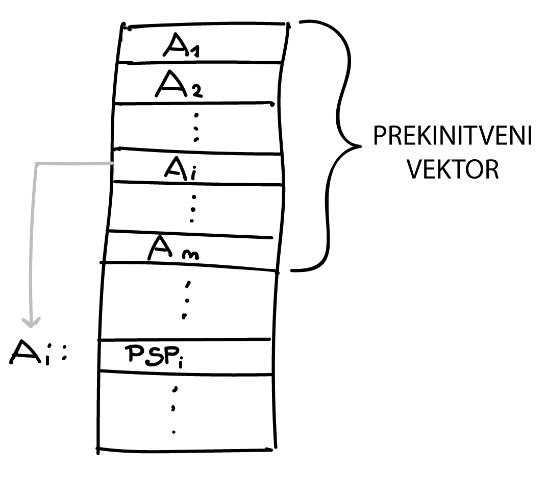 A₁
A₂
⋮
Aᵢ
⋮
Aₘ
⋮
Aᵢ: PSPᵢ
⋮
PREKINITVENI
VEKTOR